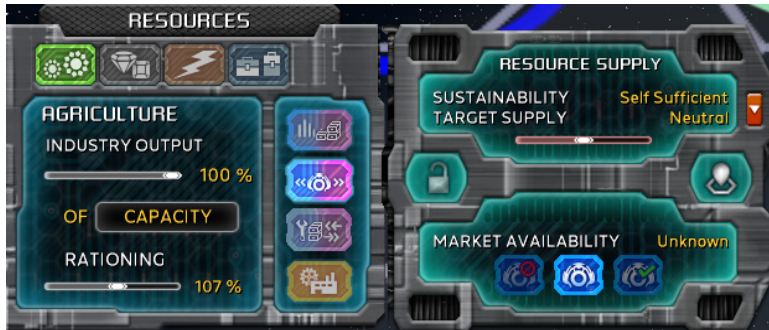 RESOURCES
AGRICULTURE
INDUSTRY OUTPUT
100 %
OF CAPACITY
RATIONING
107 %
RESOURCE SUPPLY
SUSTAINABILITY Self Sufficient
TARGET SUPPLY Neutral
MARKET AVAILABILITY Unknown